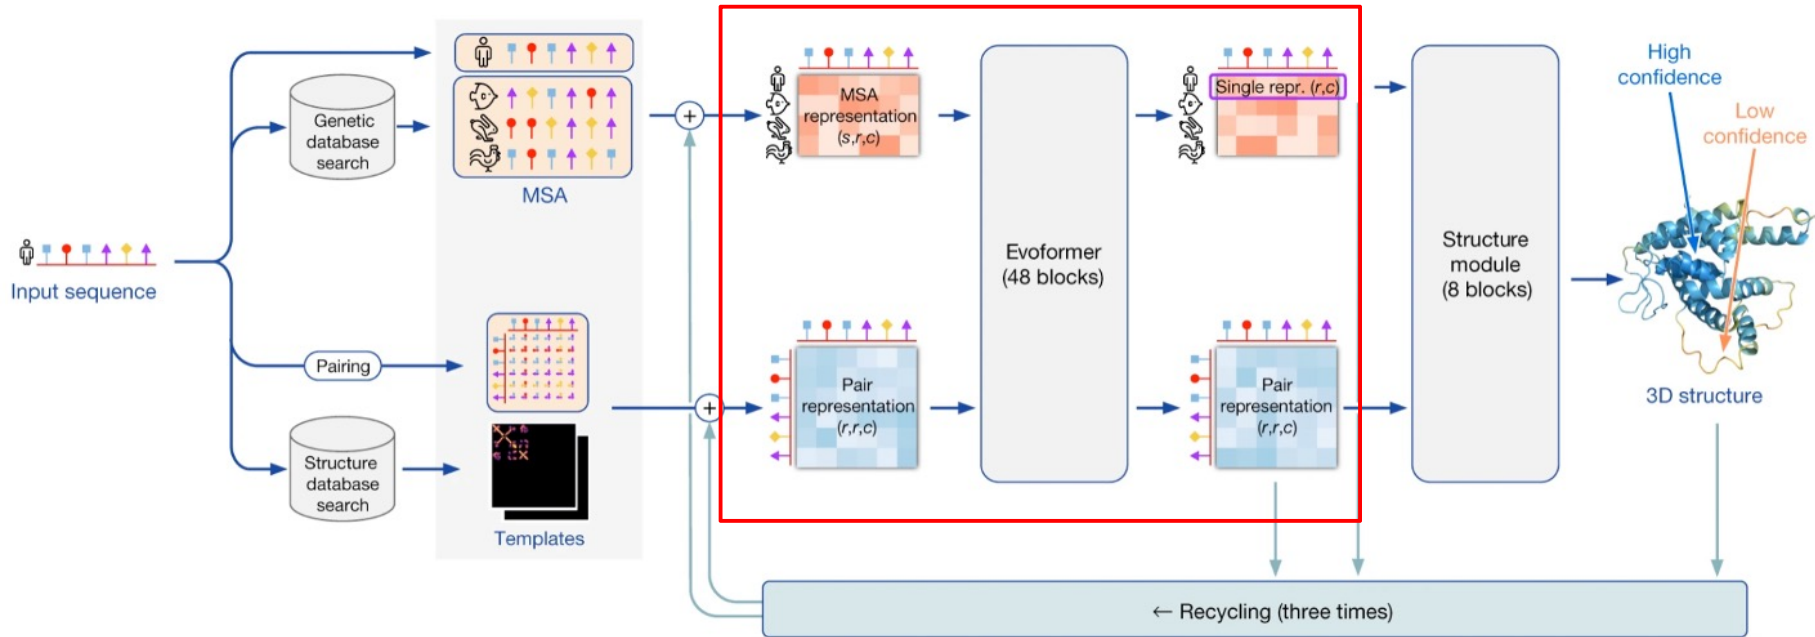 Input sequence
Genetic
database
search
MSA
Pairing
Structure
database
search
Templates
+
+
MSA
representation
(s,r,c)
Pair
representation
(r,r,c)
Evoformer
(48 blocks)
Single repr. (r,c)
Pair
representation
(r,r,c)
Structure
module
(8 blocks)
High
confidence
Low
confidence
3D structure
← Recycling (three times)